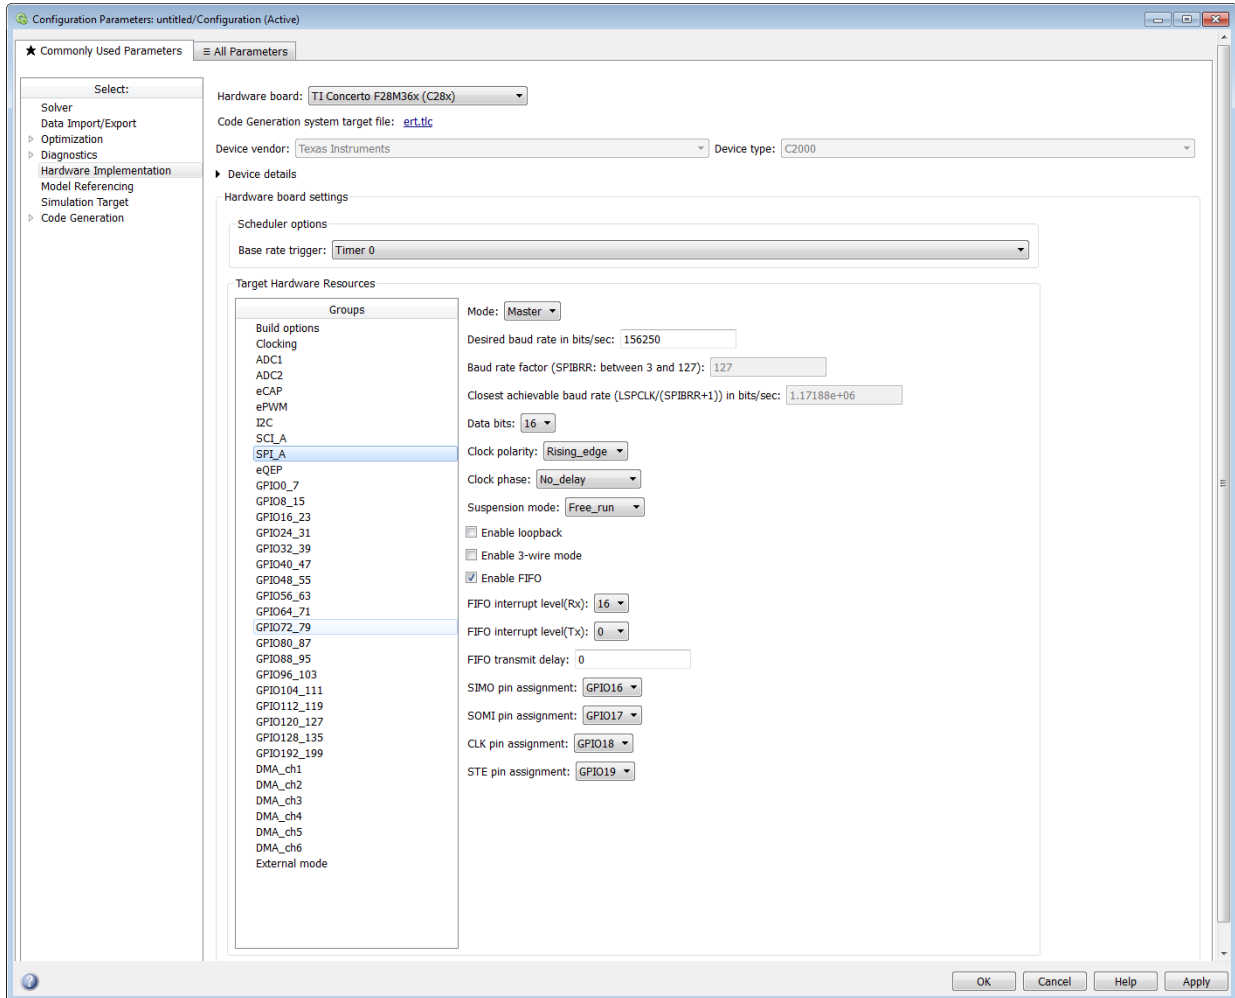 Configuration Parameters: untitled/Configuration (Active)
★ Commonly Used Parameters
≡ All Parameters
Select:
Solver
Data Import/Export
Optimization
Diagnostics
Hardware Implementation
Model Referencing
Simulation Target
Code Generation
Hardware board: TI Concerto F28M36x (C28x)
Code Generation system target file: ert.tlc
Device vendor: Texas Instruments Device type: C2000
Device details
Hardware board settings
Scheduler options
Base rate trigger: Timer 0
Target Hardware Resources
Groups
Build options
Clocking
ADC1
ADC2
eCAP
ePWM
I2C
SCI_A
SPI_A
eQEP
GPIO0_7
GPIO8_15
GPIO16_23
GPIO24_31
GPIO32_39
GPIO40_47
GPIO48_55
GPIO56_63
GPIO64_71
GPIO72_79
GPIO80_87
GPIO88_95
GPIO96_103
GPIO104_111
GPIO112_119
GPIO120_127
GPIO128_135
GPIO192_199
DMA_ch1
DMA_ch2
DMA_ch3
DMA_ch4
DMA_ch5
DMA_ch6
External mode
Mode: Master
Desired baud rate in bits/sec: 156250
Baud rate factor (SPIBRR: between 3 and 127): 127
Closest achievable baud rate (LSPCLK/(SPIBRR+1)) in bits/sec: 1.17188e+06
Data bits: 16
Clock polarity: Rising_edge
Clock phase: No_delay
Suspension mode: Free_run
Enable loopback
Enable 3-wire mode
Enable FIFO
FIFO interrupt level(Rx): 16
FIFO interrupt level(Tx): 0
FIFO transmit delay: 0
SIMO pin assignment: GPIO16
SOMI pin assignment: GPIO17
CLK pin assignment: GPIO18
STE pin assignment: GPIO19
OK
Cancel
Help
Apply